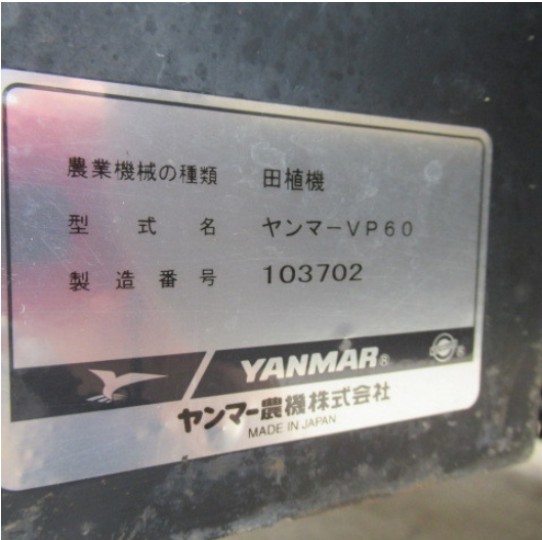 農業機械の種類 田植機
型式名 ヤンマーVP60
製造番号 103702
YANMAR®
ヤンマー農機株式会社
MADE IN JAPAN